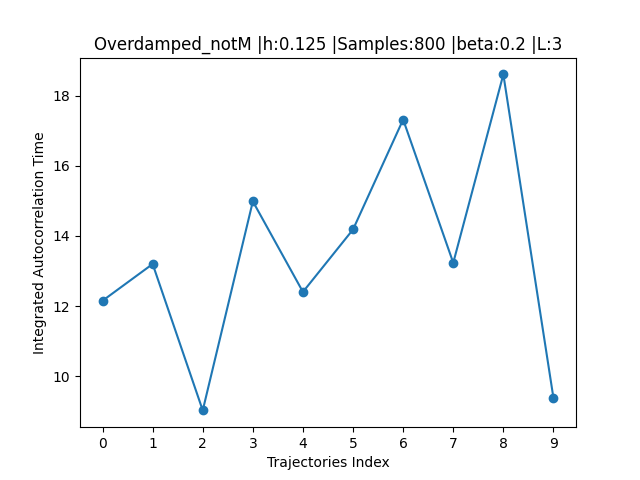 Overdamped_notM |h:0.125 |Samples:800 |beta:0.2 |L:3
Integrated Autocorrelation Time
18
16
14
12
10
0 1 2 3 4 5 6 7 8 9
Trajectories Index